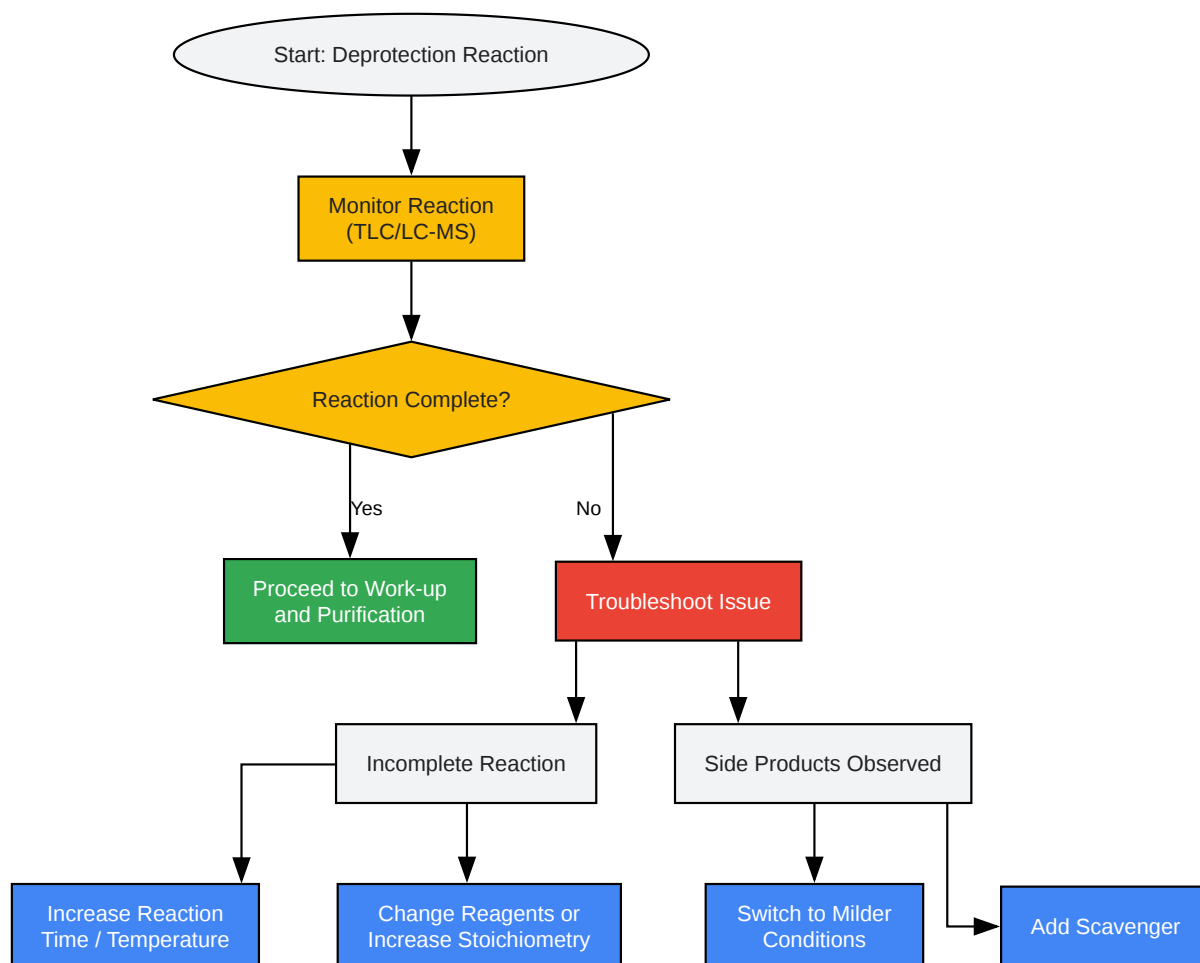 Start: Deprotection Reaction
Monitor Reaction
(TLC/LC-MS)
Reaction Complete?
Yes
No
Proceed to Work-up
and Purification
Troubleshoot Issue
Incomplete Reaction
Side Products Observed
Increase Reaction
Time / Temperature
Change Reagents or
Increase Stoichiometry
Switch to Milder
Conditions
Add Scavenger